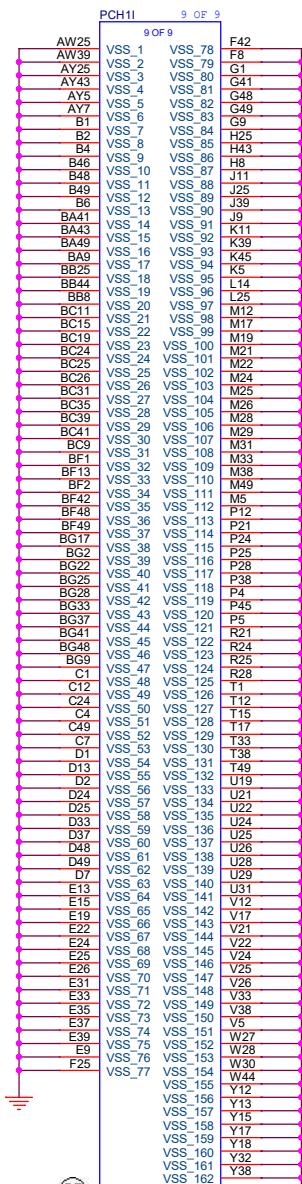 PCH1I 9 OF 9
9 OF 9
AW25 VSS_1 VSS_78 F42
AW39 VSS_2 VSS_79 F8
AY25 VSS_3 VSS_80 G1
AY43 VSS_4 VSS_81 G41
AY5 VSS_5 VSS_82 G48
AY7 VSS_6 VSS_83 G49
B1 VSS_7 VSS_84 G9
B2 VSS_8 VSS_85 H25
B4 VSS_9 VSS_86 H43
B46 VSS_10 VSS_87 H8
B48 VSS_11 VSS_88 J11
B49 VSS_12 VSS_89 J25
B6 VSS_13 VSS_90 J39
BA41 VSS_14 VSS_91 J9
BA43 VSS_15 VSS_92 K11
BA49 VSS_16 VSS_93 K39
BA9 VSS_17 VSS_94 K45
BB25 VSS_18 VSS_95 K5
BB44 VSS_19 VSS_96 L14
BB8 VSS_20 VSS_97 L25
BC11 VSS_21 VSS_98 M12
BC15 VSS_22 VSS_99 M17
BC19 VSS_23 VSS_100 M19
BC24 VSS_24 VSS_101 M21
BC25 VSS_25 VSS_102 M22
BC26 VSS_26 VSS_103 M24
BC31 VSS_27 VSS_104 M25
BC35 VSS_28 VSS_105 M26
BC39 VSS_29 VSS_106 M28
BC41 VSS_30 VSS_107 M29
BC9 VSS_31 VSS_108 M31
BF1 VSS_32 VSS_109 M33
BF13 VSS_33 VSS_110 M38
BF2 VSS_34 VSS_111 M49
BF42 VSS_35 VSS_112 M5
BF48 VSS_36 VSS_113 P12
BF49 VSS_37 VSS_114 P21
BG17 VSS_38 VSS_115 P24
BG2 VSS_39 VSS_116 P25
BG22 VSS_40 VSS_117 P28
BG25 VSS_41 VSS_118 P38
BG28 VSS_42 VSS_119 P4
BG33 VSS_43 VSS_120 P45
BG37 VSS_44 VSS_121 P5
BG41 VSS_45 VSS_122 R21
BG48 VSS_46 VSS_123 R24
BG9 VSS_47 VSS_124 R25
C1 VSS_48 VSS_125 R28
C12 VSS_49 VSS_126 T1
C24 VSS_50 VSS_127 T12
C4 VSS_51 VSS_128 T15
C49 VSS_52 VSS_129 T17
C7 VSS_53 VSS_130 T33
D1 VSS_54 VSS_131 T38
D13 VSS_55 VSS_132 T49
D2 VSS_56 VSS_133 U19
D24 VSS_57 VSS_134 U21
D25 VSS_58 VSS_135 U22
D33 VSS_59 VSS_136 U24
D37 VSS_60 VSS_137 U25
D48 VSS_61 VSS_138 U26
D49 VSS_62 VSS_139 U28
D7 VSS_63 VSS_140 U29
E13 VSS_64 VSS_141 U31
E15 VSS_65 VSS_142 V12
E19 VSS_66 VSS_143 V17
E22 VSS_67 VSS_144 V21
E24 VSS_68 VSS_145 V22
E25 VSS_69 VSS_146 V24
E26 VSS_70 VSS_147 V25
E31 VSS_71 VSS_148 V26
E33 VSS_72 VSS_149 V33
E35 VSS_73 VSS_150 V38
E37 VSS_74 VSS_151 V5
E39 VSS_75 VSS_152 W27
E9 VSS_76 VSS_153 W28
F25 VSS_77 VSS_154 W30
VSS_155 W44
VSS_156 Y12
VSS_157 Y13
VSS_158 Y15
VSS_159 Y17
VSS_160 Y18
VSS_161 Y32
VSS_162 Y38